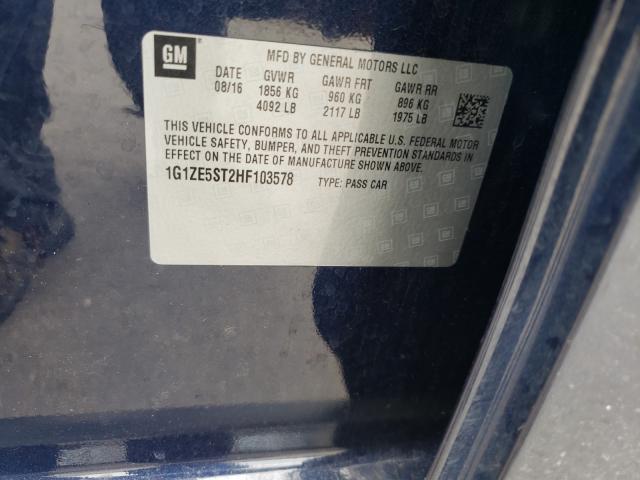 GM
MFD BY GENERAL MOTORS LLC
DATE GVWR GAWR FRT GAWR RR
08/16 1856 KG 960 KG 896 KG
4092 LB 2117 LB 1975 LB
THIS VEHICLE CONFORMS TO ALL APPLICABLE U.S. FEDERAL MOTOR
VEHICLE SAFETY, BUMPER, AND THEFT PREVENTION STANDARDS IN
EFFECT ON THE DATE OF MANUFACTURE SHOWN ABOVE.
1G1ZE5ST2HF103578 TYPE: PASS CAR